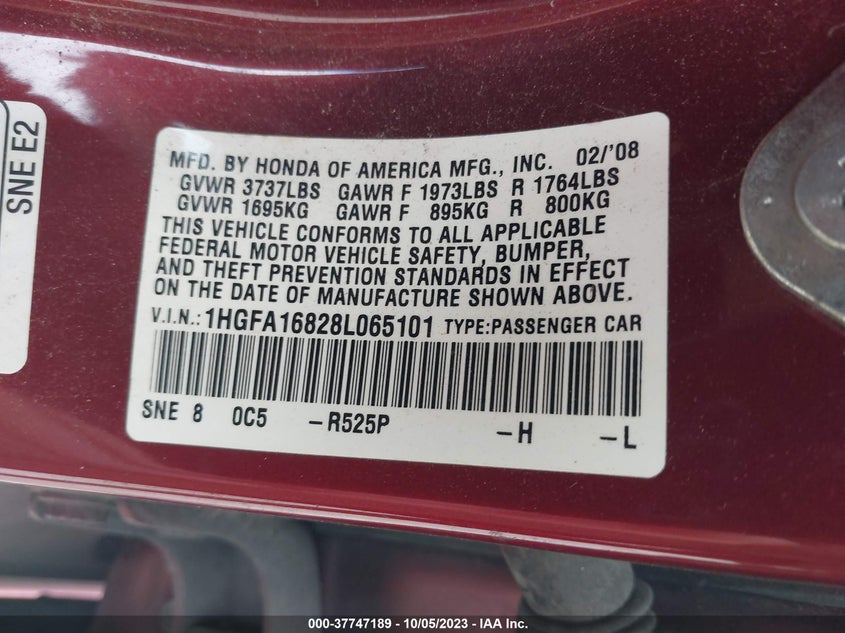 SNE E2
MFD. BY HONDA OF AMERICA MFG., INC. 02/'08
GVWR 3737LBS GAWR F 1973LBS R 1764LBS
GVWR 1695KG GAWR F 895KG R 800KG
THIS VEHICLE CONFORMS TO ALL APPLICABLE
FEDERAL MOTOR VEHICLE SAFETY, BUMPER,
AND THEFT PREVENTION STANDARDS IN EFFECT
ON THE DATE OF MANUFACTURE SHOWN ABOVE.
V.I.N.: 1HGFA16828L065101 TYPE:PASSENGER CAR
SNE 8 0C5 -R525P -H -L
000-37747189 - 10/05/2023 - IAA Inc.